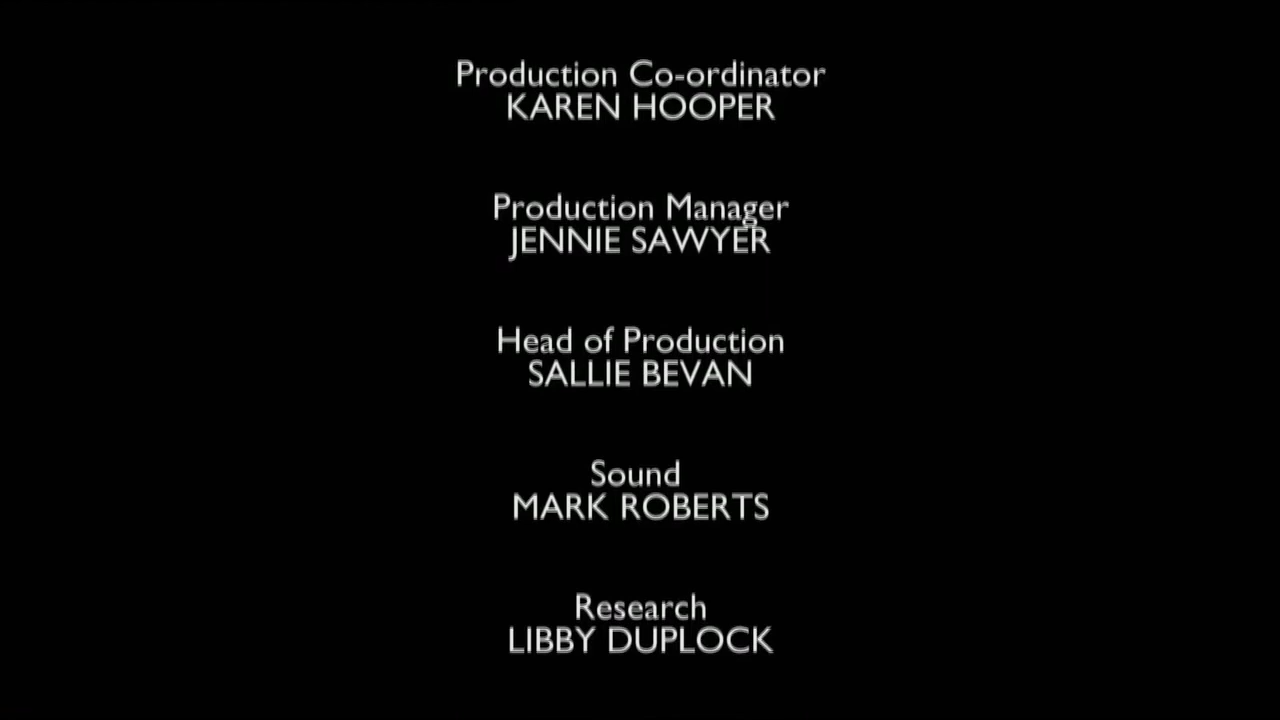 Production Co-ordinator
KAREN HOOPER
Production Manager
JENNIE SAWYER
Head of Production
SALLIE BEVAN
Sound
MARK ROBERTS
Research
LIBBY DUPLOCK